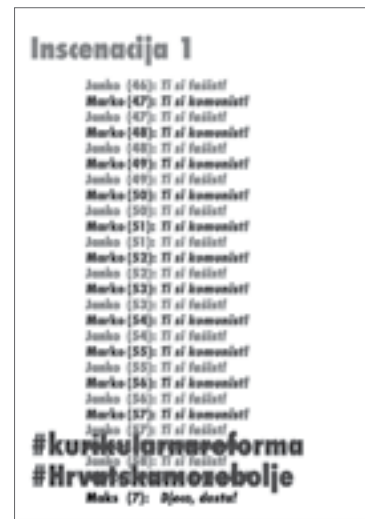 Inscenacija 1
Janko (46): Ti si fašist!
Marko (47): Ti si komunist!
Janko (47): Ti si fašist!
Marko (48): Ti si komunist!
Janko (48): Ti si fašist!
Marko (49): Ti si komunist!
Janko (49): Ti si fašist!
Marko (50): Ti si komunist!
Janko (50): Ti si fašist!
Marko (51): Ti si komunist!
Janko (51): Ti si fašist!
Marko (52): Ti si komunist!
Janko (52): Ti si fašist!
Marko (53): Ti si komunist!
Janko (53): Ti si fašist!
Marko (54): Ti si komunist!
Janko (54): Ti si fašist!
Marko (55): Ti si komunist!
Janko (55): Ti si fašist!
Marko (56): Ti si komunist!
Janko (56): Ti si fašist!
Marko (57): Ti si komunist!
Janko (57): Ti si fašist!
#kurikularnareforma
#Hrvatskamozebolje
Maks (7): Djeco, dosta!